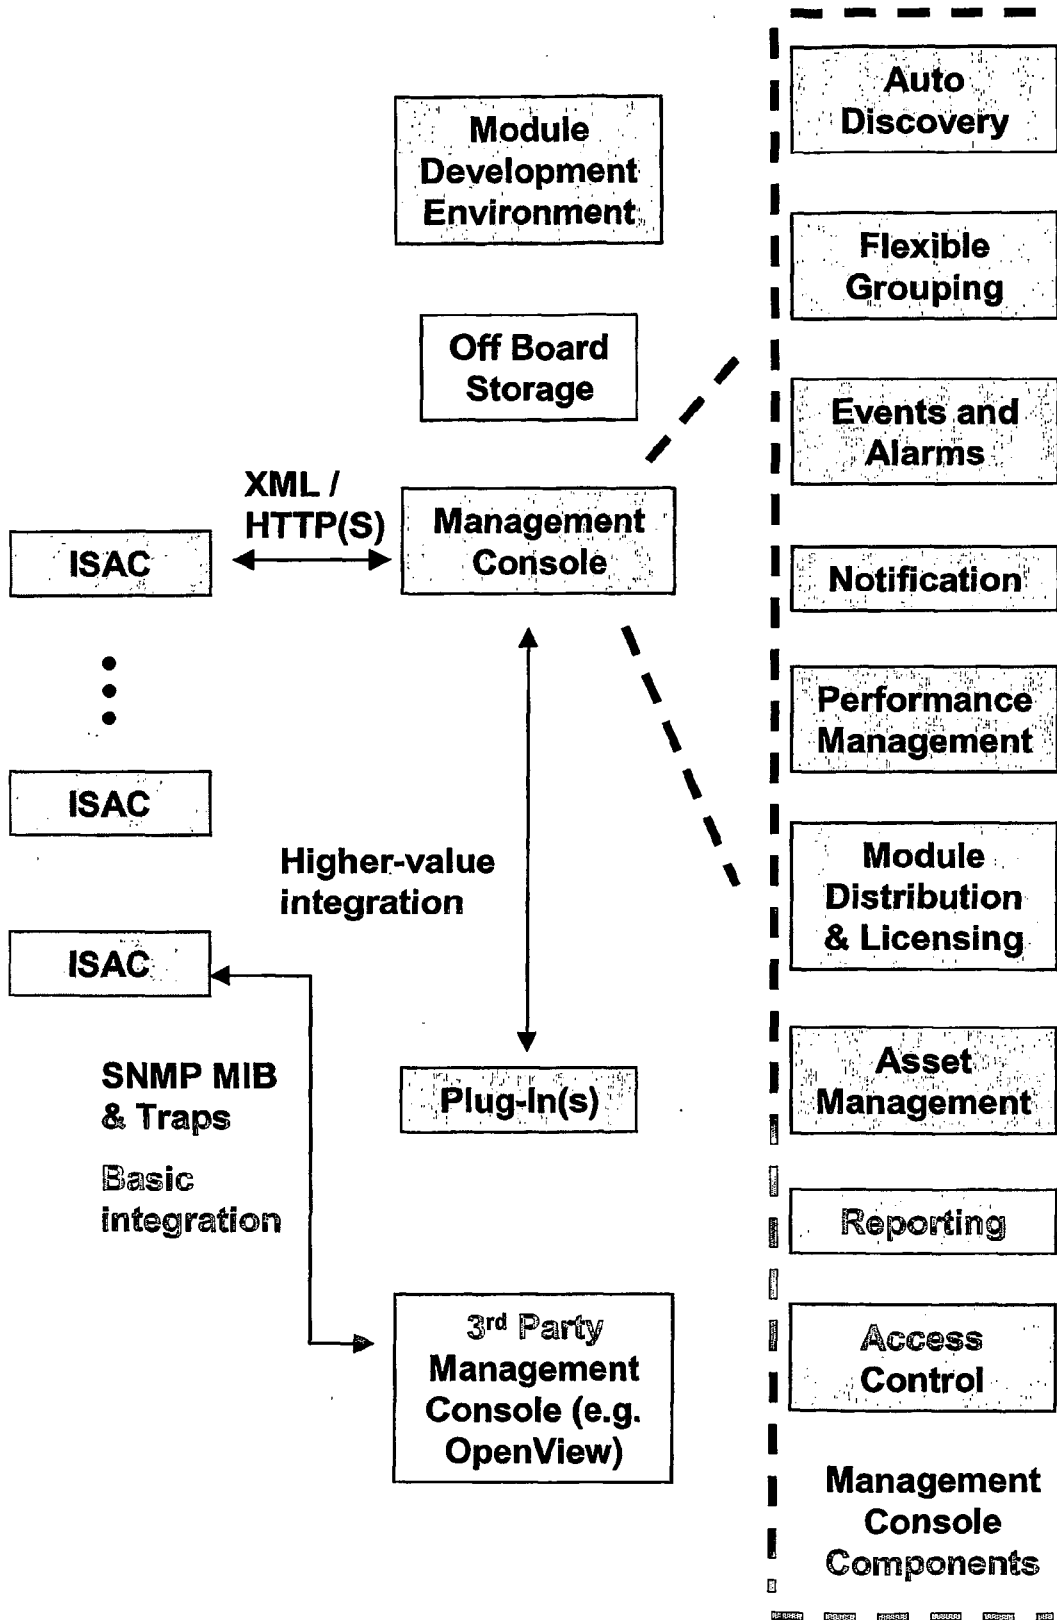 Module
Development
Environment
Off Board
Storage
XML /
HTTP(S)
Management
Console
ISAC
ISAC
ISAC
Higher-value
integration
SNMP MIB
& Traps
Basic
integration
Plug-In(s)
3rd Party
Management
Console (e.g.
OpenView)
Auto
Discovery
Flexible
Grouping
Events and
Alarms
Notification
Performance
Management
Module
Distribution
& Licensing
Asset
Management
Reporting
Access
Control
Management
Console
Components